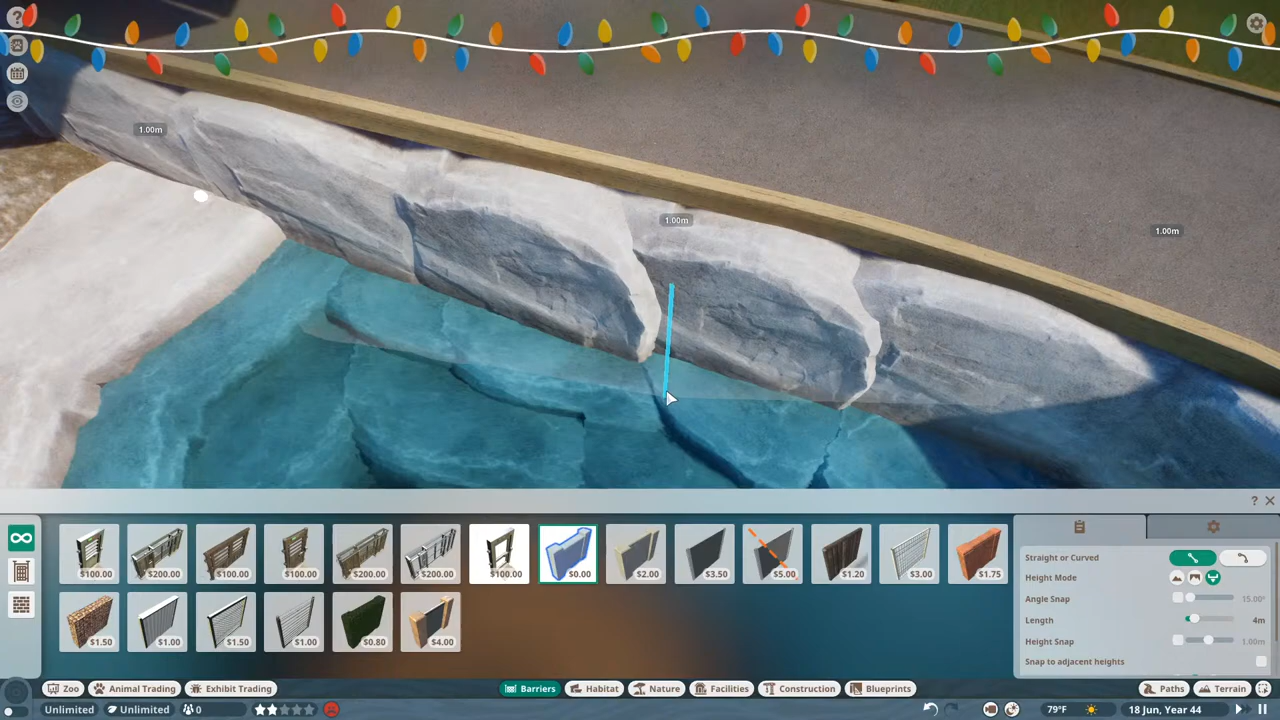 ?
1.00m
1.00m
1.00m
? ×
$100.00 $200.00 $100.00 $100.00 $200.00 $200.00 $100.00 $0.00 $2.00 $3.50 $5.00 $1.20 $3.00 $1.75
$1.50 $1.00 $1.50 $1.00 $0.80 $4.00
Straight or Curved
Height Mode
Angle Snap 15.00°
Length 4m
Height Snap 1.00m
Snap to adjacent heights
Zoo Animal Trading Exhibit Trading Barriers Habitat Nature Facilities Construction Blueprints Paths Terrain
Unlimited Unlimited 0 79°F 18 Jun, Year 44